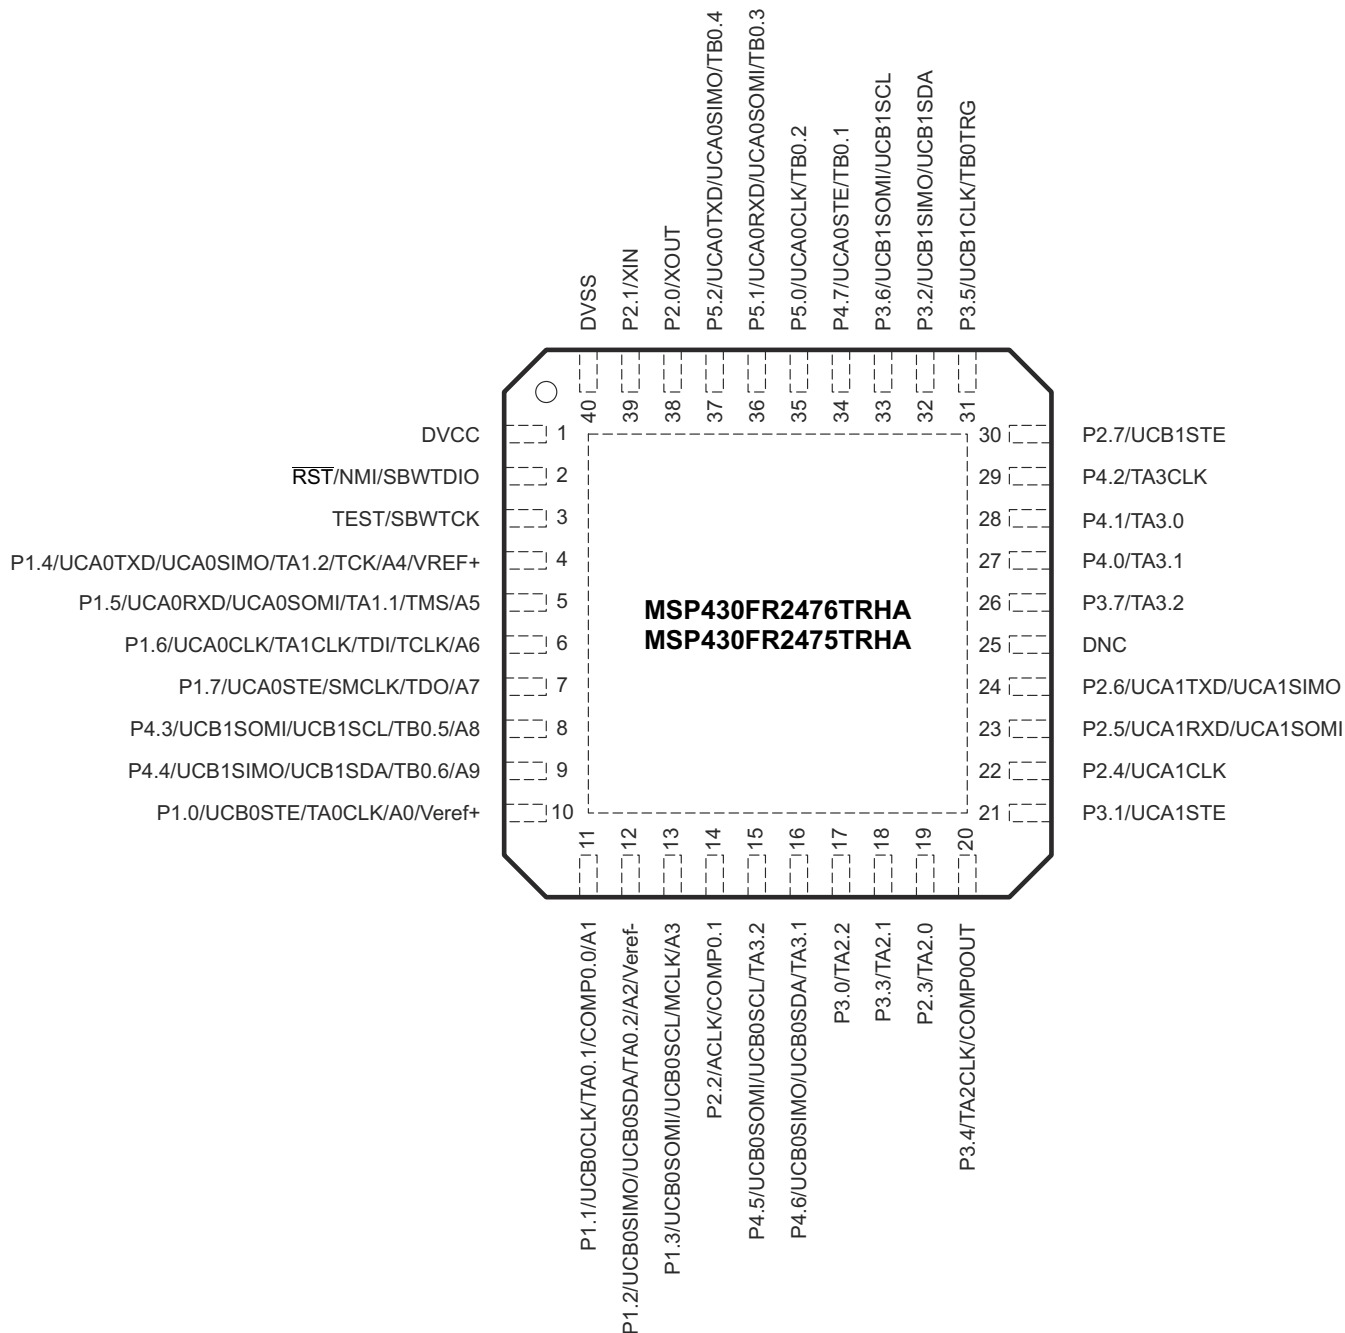 P5.2/UCA0TXD/UCA0SIMO/TB0.4
P5.1/UCA0RXD/UCA0SOMI/TB0.3
P5.0/UCA0CLK/TB0.2
P4.7/UCA0STE/TB0.1
P3.6/UCB1SOMI/UCB1SCL
P3.2/UCB1SIMO/UCB1SDA
P3.5/UCB1CLK/TB0TRG
DVSS
P2.1/XIN
P2.0/XOUT
40
39
38
37
36
35
34
33
32
31
DVCC
1
RST/NMI/SBWTDIO
2
TEST/SBWTCK
3
P1.4/UCA0TXD/UCA0SIMO/TA1.2/TCK/A4/VREF+
4
P1.5/UCA0RXD/UCA0SOMI/TA1.1/TMS/A5
5
P1.6/UCA0CLK/TA1CLK/TDI/TCLK/A6
6
P1.7/UCA0STE/SMCLK/TDO/A7
7
P4.3/UCB1SOMI/UCB1SCL/TB0.5/A8
8
P4.4/UCB1SIMO/UCB1SDA/TB0.6/A9
9
P1.0/UCB0STE/TA0CLK/A0/Veref+
10
MSP430FR2476TRHA
MSP430FR2475TRHA
30
P2.7/UCB1STE
29
P4.2/TA3CLK
28
P4.1/TA3.0
27
P4.0/TA3.1
26
P3.7/TA3.2
25
DNC
24
P2.6/UCA1TXD/UCA1SIMO
23
P2.5/UCA1RXD/UCA1SOMI
22
P2.4/UCA1CLK
21
P3.1/UCA1STE
11
12
13
14
15
16
17
18
19
20
P1.1/UCB0CLK/TA0.1/COMP0.0/A1
P1.2/UCB0SIMO/UCB0SDA/TA0.2/A2/Veref-
P1.3/UCB0SOMI/UCB0SCL/MCLK/A3
P2.2/ACLK/COMP0.1
P4.5/UCB0SOMI/UCB0SCL/TA3.2
P4.6/UCB0SIMO/UCB0SDA/TA3.1
P3.0/TA2.2
P3.3/TA2.1
P2.3/TA2.0
P3.4/TA2CLK/COMP0OUT